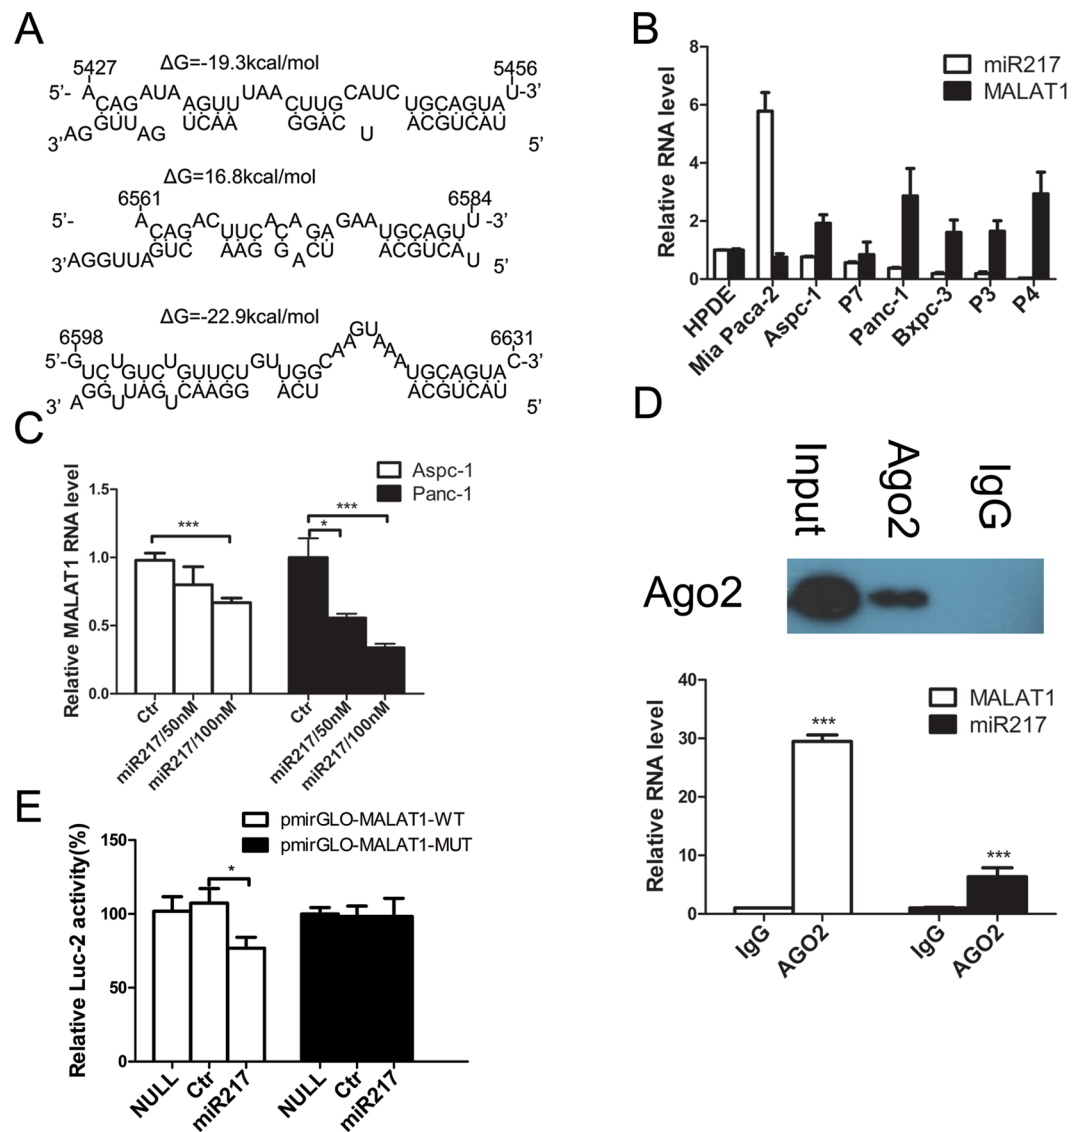 A
5427
ΔG=-19.3kcal/mol
5456
5'- A CAG AUA AGUU UAA CUUG CAUC UGCAGUA U-3'
3'AG GUU AG UCAA GGAC U ACGUCAU 5'
ΔG=16.8kcal/mol
6561
6584
5'- A CAG AC UUC A C A GA GAA UGCAGU U -3'
3'AGGUUA GUC AAG G A CU ACGUCA U 5'
ΔG=-22.9kcal/mol
6598
6631
5'-G UC U GUC U GUUCU GU UGG CA A GU A A A UGCAGUA C-3'
3' A GG U UAG U CAAGG ACU ACGUCAU 5'
B
Relative RNA level
8
6
4
2
0
miR217
MALAT1
HPDE
Mia Paca-2
Aspc-1
P7
Panc-1
Bxpc-3
P3
P4
C
Relative MALAT1 RNA level
1.5
1.0
0.5
0.0
Aspc-1
Panc-1
***
*
***
Ctr
miR217/50nM
miR217/100nM
Ctr
miR217/50nM
miR217/100nM
D
Input
Ago2
IgG
Ago2
Relative RNA level
40
30
20
10
0
MALAT1
miR217
***
***
IgG
AGO2
IgG
AGO2
E
Relative Luc-2 activity(%)
150
100
50
0
pmirGLO-MALAT1-WT
pmirGLO-MALAT1-MUT
*
NULL
Ctr
miR217
NULL
Ctr
miR217